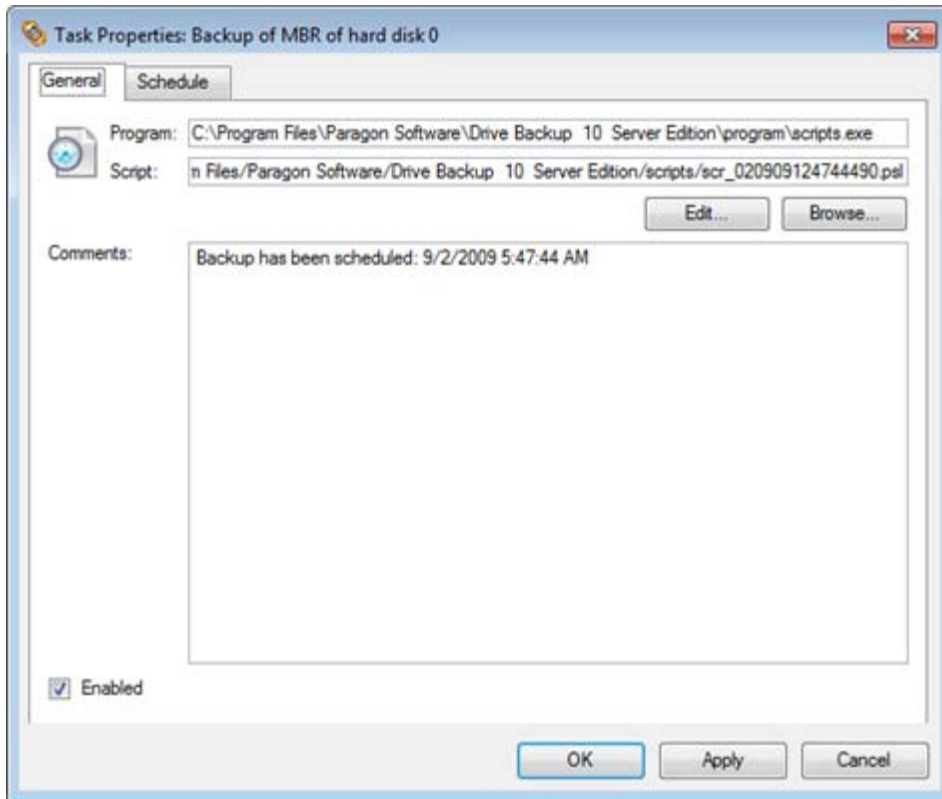 Task Properties: Backup of MBR of hard disk 0
General Schedule
Program: C:\Program Files\Paragon Software\Drive Backup  10  Server Edition\program\scripts.exe
Script: n Files/Paragon Software/Drive Backup  10  Server Edition/scripts/scr_020909124744490.psl
Edit... Browse...
Comments: Backup has been scheduled: 9/2/2009 5:47:44 AM
Enabled
OK Apply Cancel